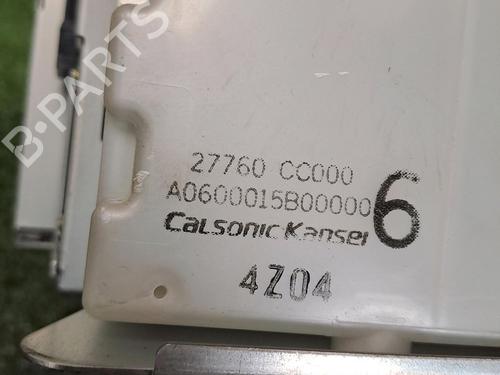 B-PARTS
27760 CC000
A0600015B00000
6
CaLsonic Kansei
4Z04